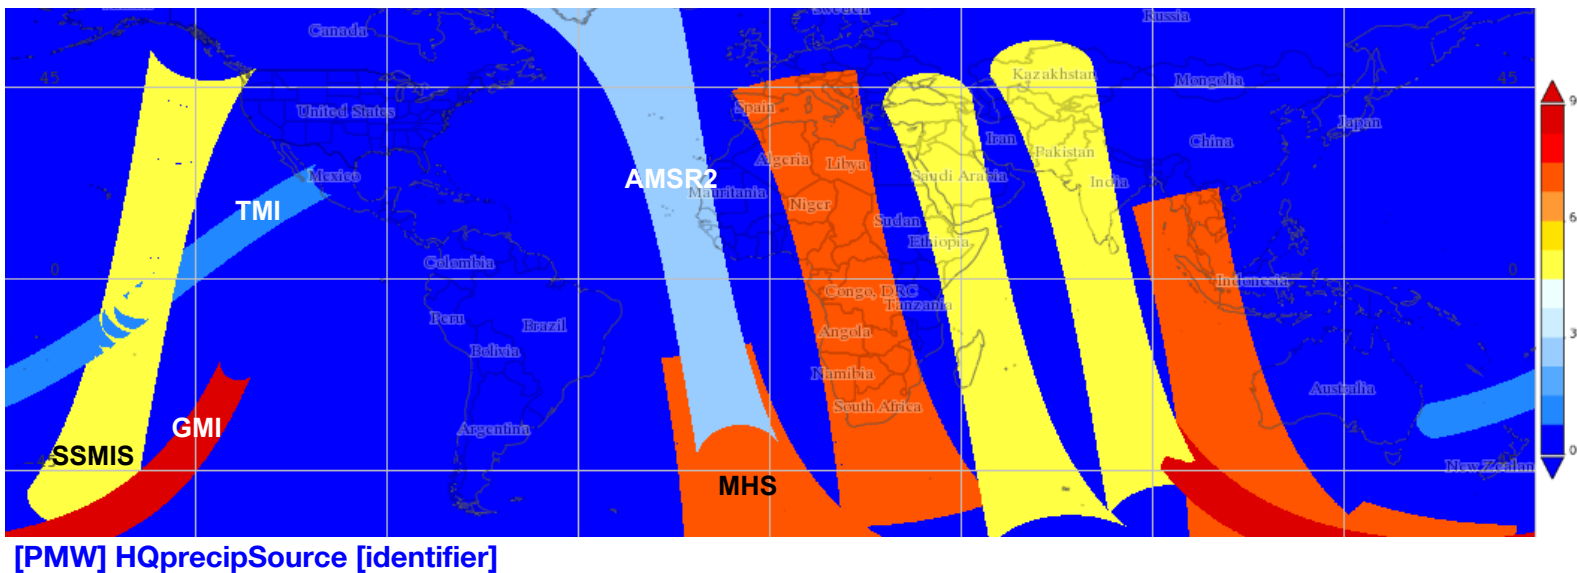 Sweden
Russia
Canada
45
Kazakhstan
Mongolia
45
9
United States
Spain
Japan
Iran
China
Algeria
Libya
Pakistan
Mexico
AMSR2
Mauritania
Saudi Arabia
India
TMI
Niger
Sudan
6
Ethiopia
Colombia
0
0
Indonesia
Congo, DRC
Tanzania
Peru
Brazil
Angola
3
Bolivia
Namibia
Australia
South Africa
GMI
Argentina
SSMIS
0
New Zealan
MHS
[PMW] HQprecipSource [identifier]